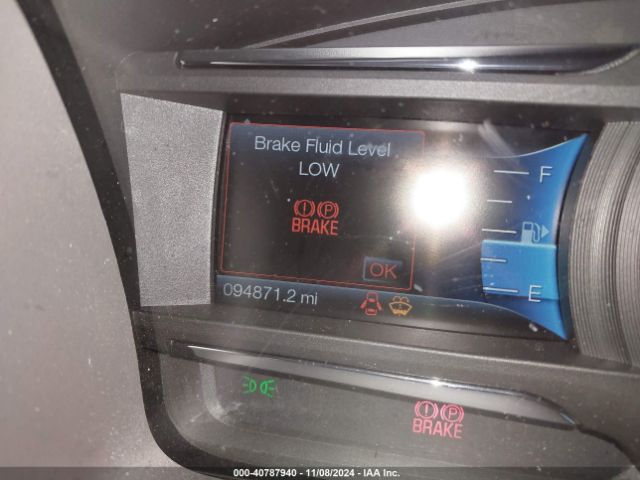 Brake Fluid Level
LOW
F
(!) (P)
BRAKE
OK
E
094871.2 mi
(!) (P)
BRAKE
000-40787940 - 11/08/2024 - IAA Inc.